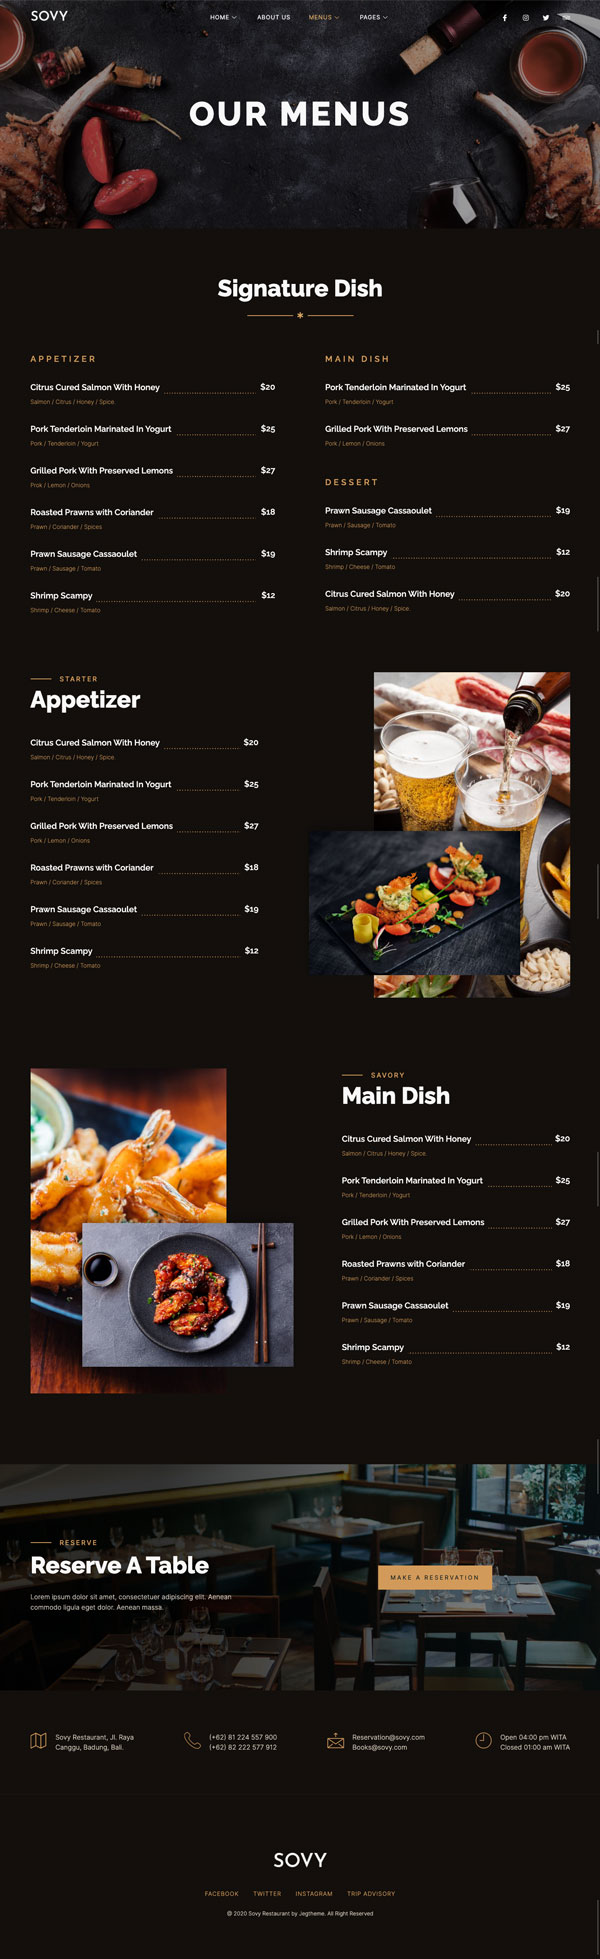 SOVY
HOME ABOUT US MENUS PAGES
OUR MENUS
Signature Dish
APPETIZER
Citrus Cured Salmon With Honey $20
Salmon / Citrus / Honey / Spice.
Pork Tenderloin Marinated In Yogurt $25
Pork / Tenderloin / Yogurt
Grilled Pork With Preserved Lemons $27
Prok / Lemon / Onions
Roasted Prawns with Coriander $18
Prawn / Coriander / Spices
Prawn Sausage Cassaoulet $19
Prawn / Sausage / Tomato
Shrimp Scampy $12
Shrimp / Cheese / Tomato
MAIN DISH
Pork Tenderloin Marinated In Yogurt $25
Pork / Tenderloin / Yogurt
Grilled Pork With Preserved Lemons $27
Pork / Lemon / Onions
DESSERT
Prawn Sausage Cassaoulet $19
Prawn / Sausage / Tomato
Shrimp Scampy $12
Shrimp / Cheese / Tomato
Citrus Cured Salmon With Honey $20
Salmon / Citrus / Honey / Spice.
STARTER
Appetizer
Citrus Cured Salmon With Honey $20
Salmon / Citrus / Honey / Spice.
Pork Tenderloin Marinated In Yogurt $25
Pork / Tenderloin / Yogurt
Grilled Pork With Preserved Lemons $27
Pork / Lemon / Onions
Roasted Prawns with Coriander $18
Prawn / Coriander / Spices
Prawn Sausage Cassaoulet $19
Prawn / Sausage / Tomato
Shrimp Scampy $12
Shrimp / Cheese / Tomato
SAVORY
Main Dish
Citrus Cured Salmon With Honey $20
Salmon / Citrus / Honey / Spice.
Pork Tenderloin Marinated In Yogurt $25
Pork / Tenderloin / Yogurt
Grilled Pork With Preserved Lemons $27
Pork / Lemon / Onions
Roasted Prawns with Coriander $18
Prawn / Coriander / Spices
Prawn Sausage Cassaoulet $19
Prawn / Sausage / Tomato
Shrimp Scampy $12
Shrimp / Cheese / Tomato
RESERVE
Reserve A Table
Lorem ipsum dolor sit amet, consectetuer adipiscing elit. Aenean
commodo ligula eget dolor. Aenean massa.
MAKE A RESERVATION
Sovy Restaurant, Jl. Raya
Canggu, Badung, Bali.
(+62) 81 224 557 900
(+62) 82 222 577 912
Reservation@sovy.com
Books@sovy.com
Open 04:00 pm WITA
Closed 01:00 am WITA
SOVY
FACEBOOK TWITTER INSTAGRAM TRIP ADVISORY
@ 2020 Sovy Restaurant by Jegtheme. All Right Reserved